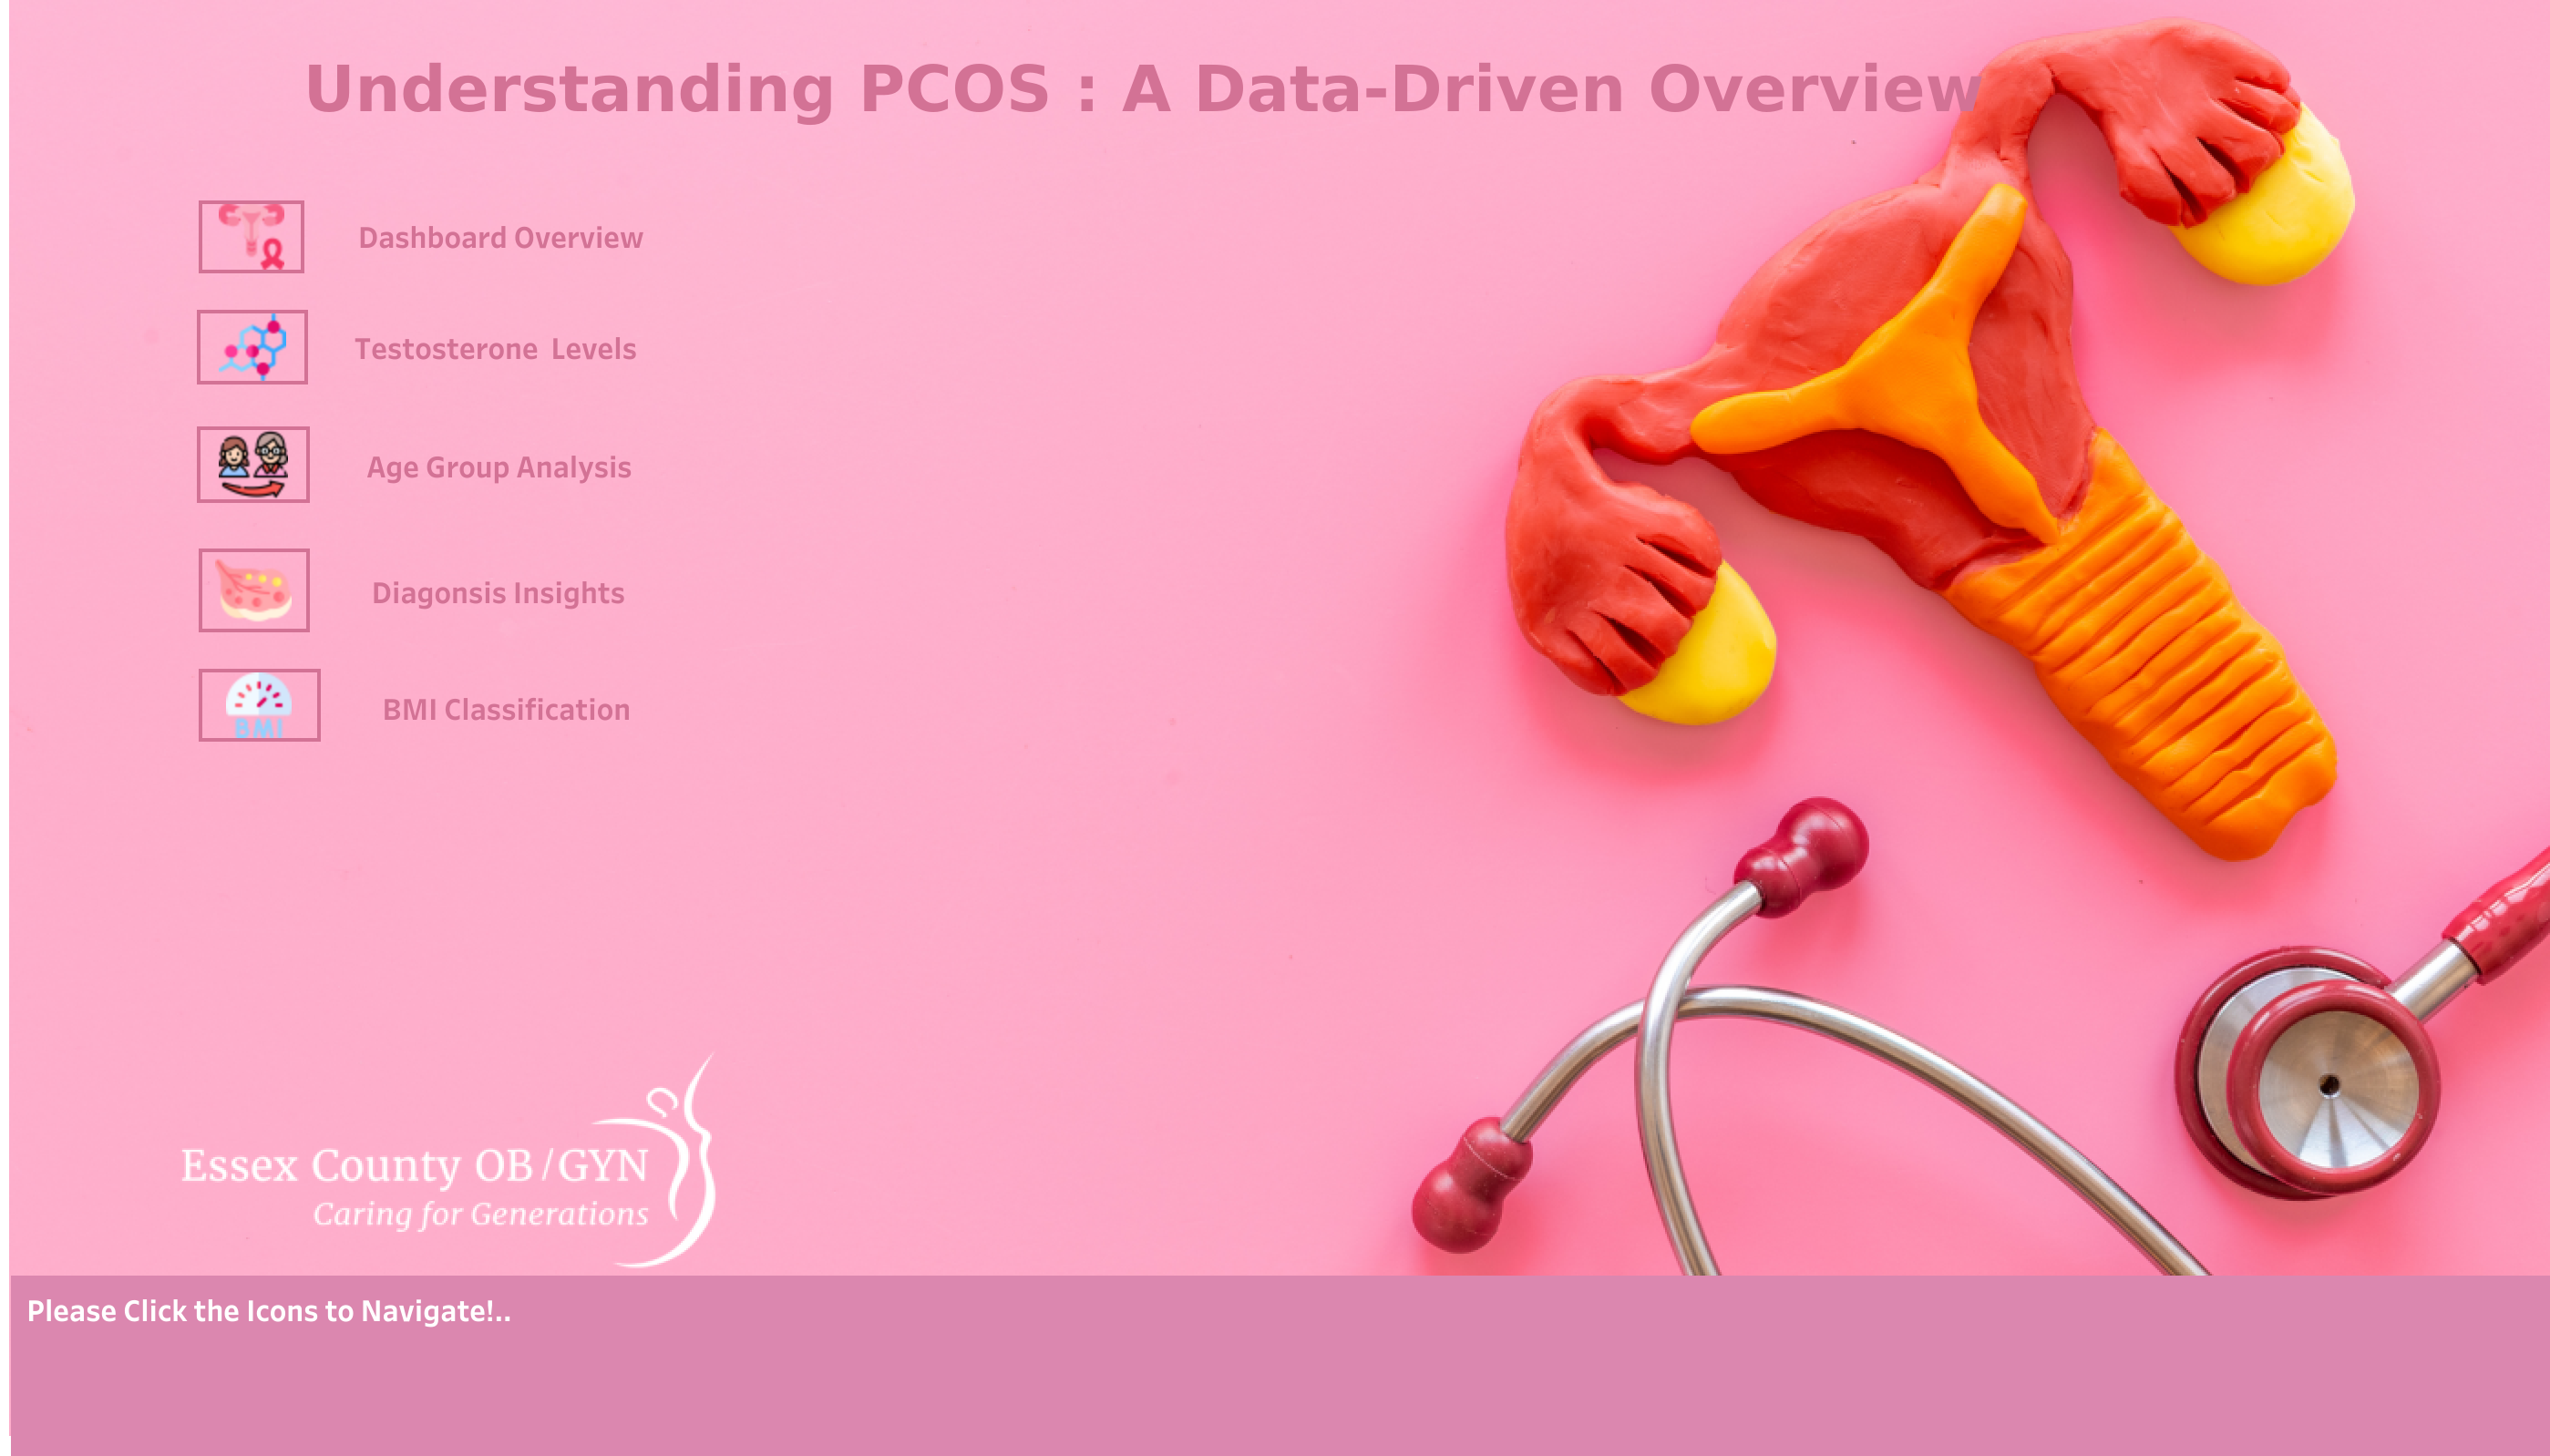 Understanding PCOS : A Data-Driven Overview
Dashboard Overview
Testosterone  Levels
Age Group Analysis
Diagonsis Insights
BMI
BMI Classification
Essex County OB/GYN
Caring for Generations
Please Click the Icons to Navigate!..